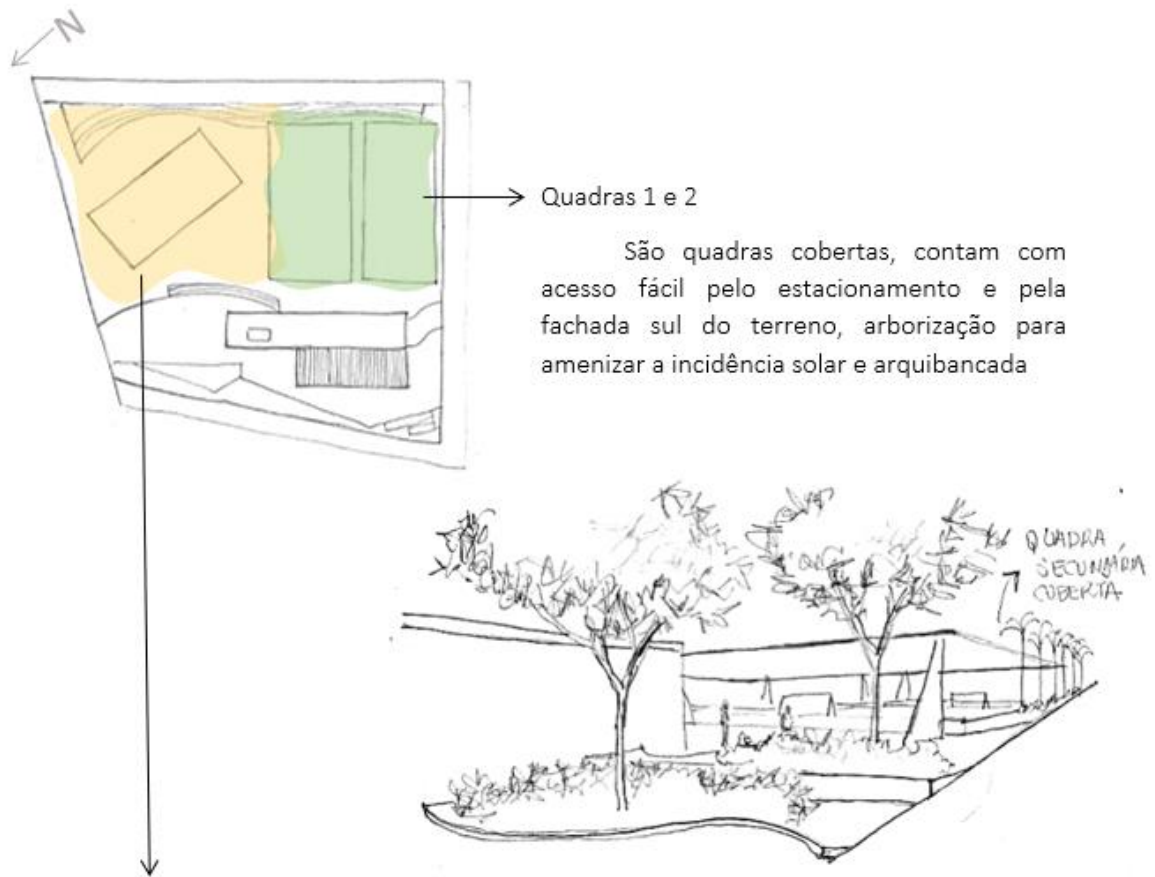 N
Quadras 1 e 2
São quadras cobertas, contam com
acesso fácil pelo estacionamento e pela
fachada sul do terreno, arborização para
amenizar a incidência solar e arquibancada
QUADRA
SECUNDÁRIA
COBERTA